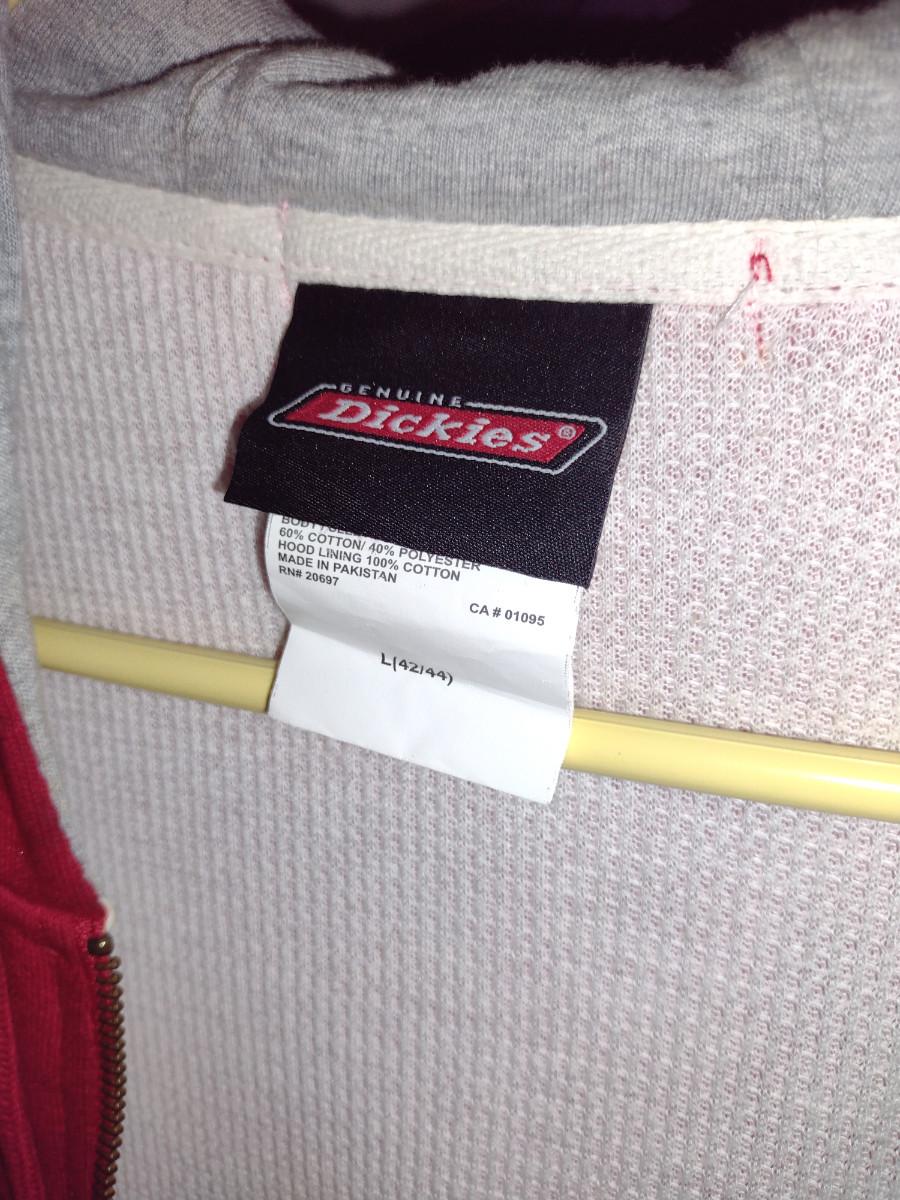 GENUINE
Dickies®
BODY/
60% COTTON/ 40% POLYESTER
HOOD LINING 100% COTTON
MADE IN PAKISTAN
RN# 20697
CA # 01095
L(42/44)